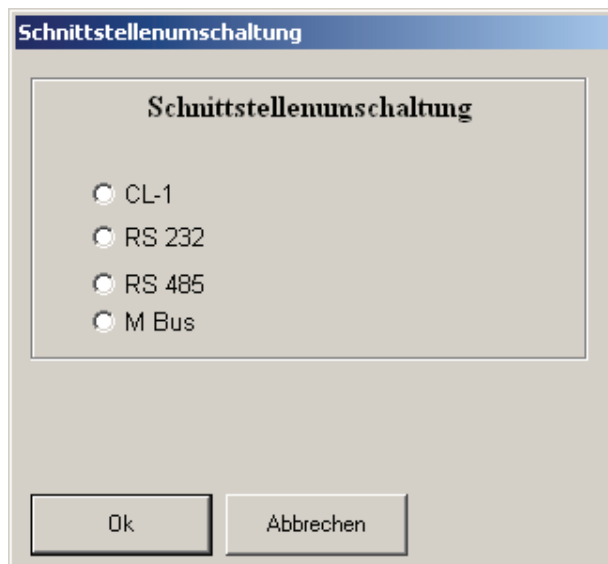 Schnittstellenumschaltung
Schnittstellenumschaltung
CL-1
RS 232
RS 485
M Bus
Ok
Abbrechen